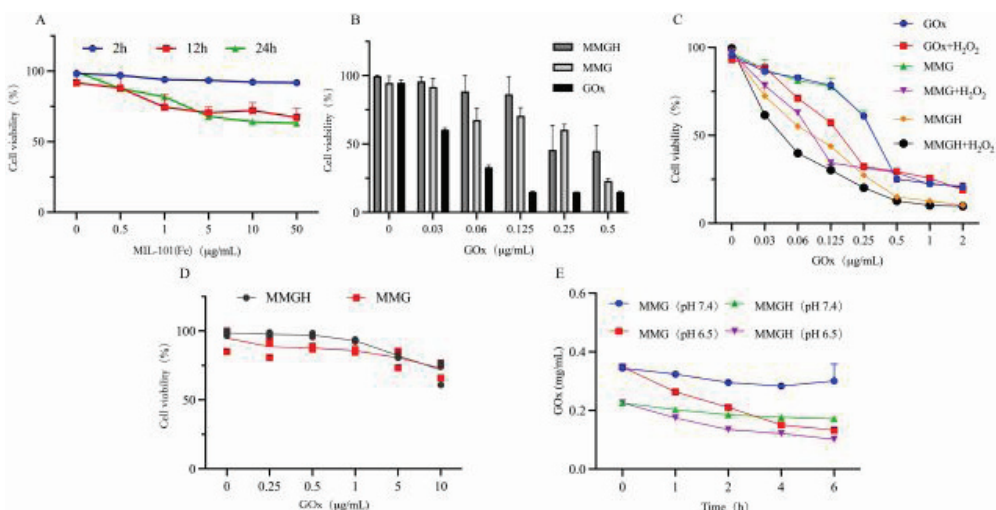 A
2h 12h 24h
Cell viability (%)
100
50
0
0 0.5 1 5 10 50
MIL-101(Fe) (μg/mL)
B
MMGH
MMG
GOx
Cell viability (%)
100
50
0
0 0.03 0.06 0.125 0.25 0.5
GOx (μg/mL)
C
GOx
GOx+H2O2
MMG
MMG+H2O2
MMGH
MMGH+H2O2
Cell viability (%)
100
75
50
25
0
0 0.03 0.06 0.125 0.25 0.5 1 2
GOx (μg/mL)
D
MMGH MMG
Cell viability (%)
100
50
0
0 0.25 0.5 1 5 10
GOx (μg/mL)
E
MMG (pH 7.4) MMGH (pH 7.4)
MMG (pH 6.5) MMGH (pH 6.5)
GOx (mg/mL)
0.6
0.4
0.2
0.0
0 1 2 4 6
Time (h)